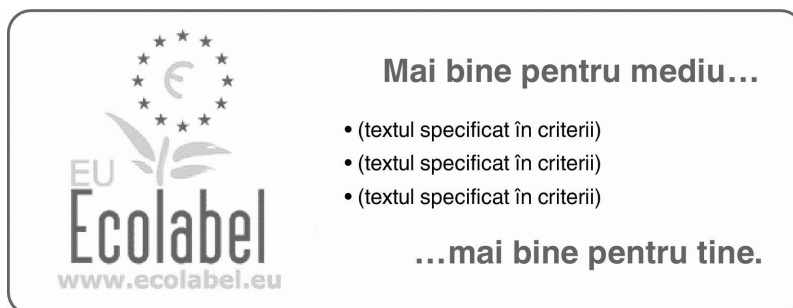 Mai bine pentru mediu…
• (textul specificat în criterii)
• (textul specificat în criterii)
• (textul specificat în criterii)
…mai bine pentru tine.
EU
Ecolabel
www.ecolabel.eu